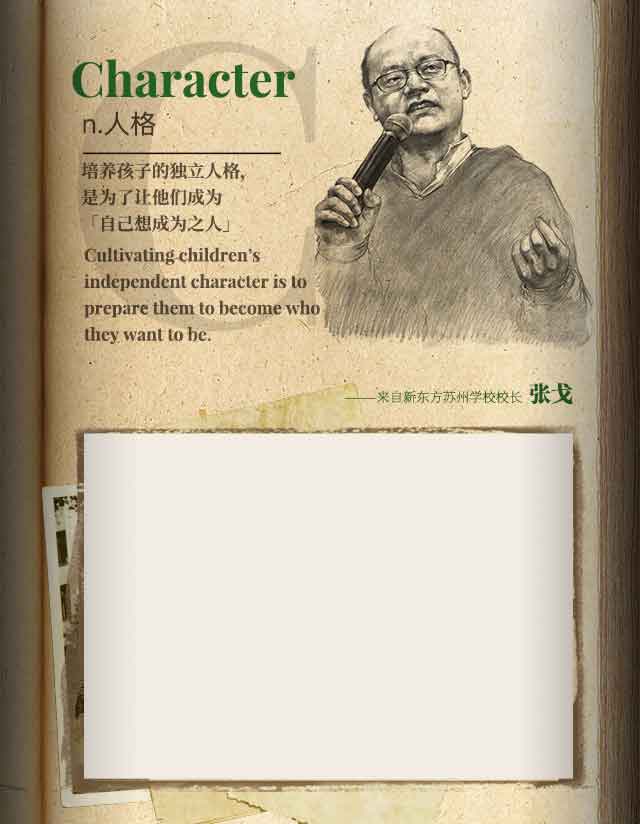 Character
n.人格
培养孩子的独立人格,
是为了让他们成为
「自己想成为之人」
Cultivating children's
independent character is to
prepare them to become who
they want to be.
——来自新东方苏州学校校长 张戈